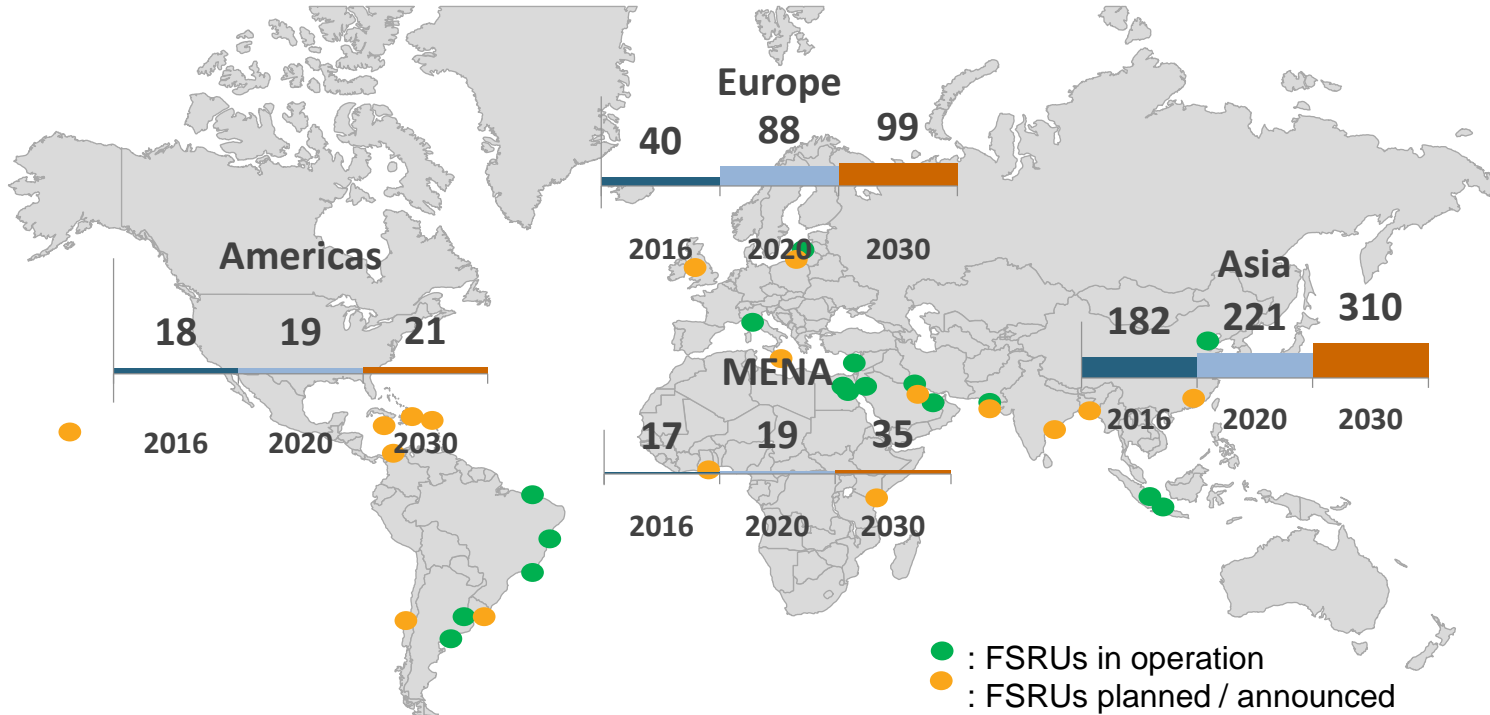 Europe
40 88 99
2016 2020 2030
Americas
18 19 21
2016 2020 2030
Asia
182 221 310
2016 2020 2030
MENA
17 19 35
2016 2020 2030
: FSRUs in operation
: FSRUs planned / announced